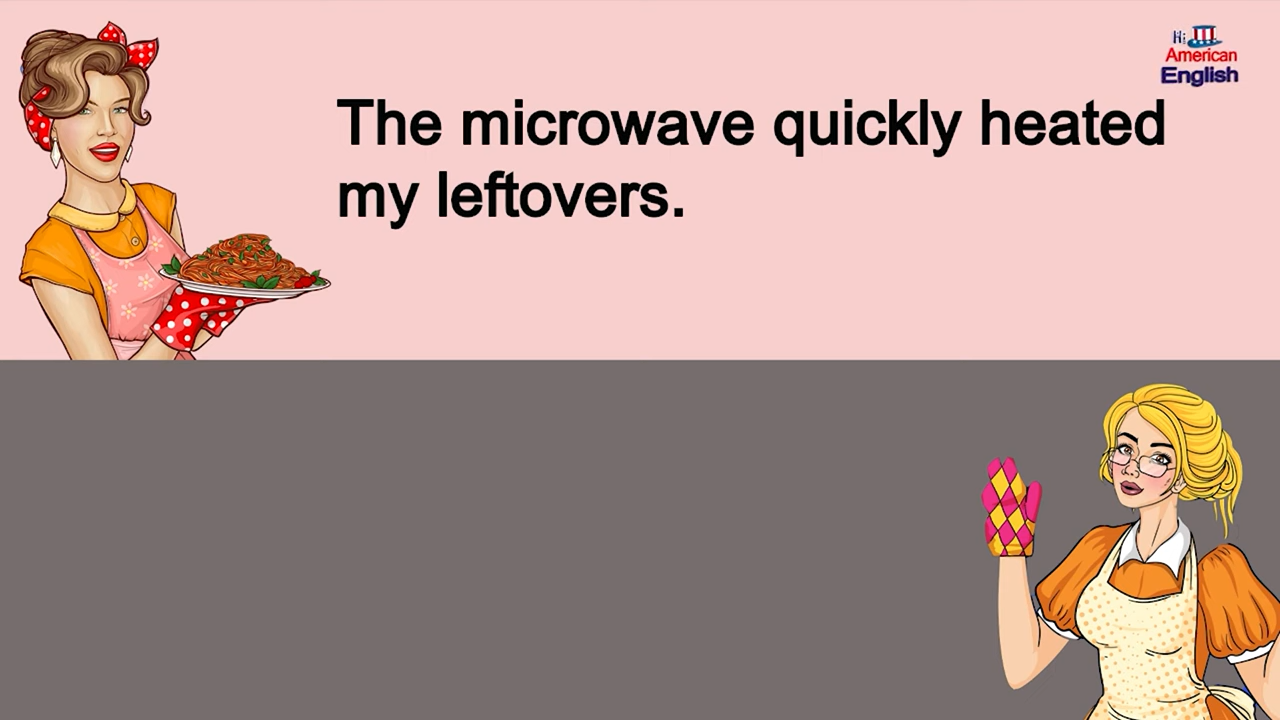 Hi
American
English
The microwave quickly heated
my leftovers.